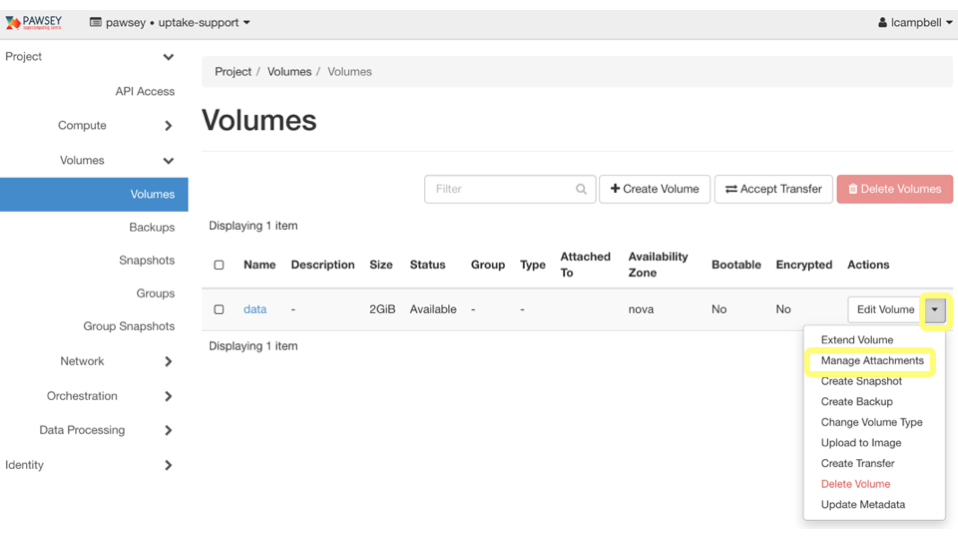 PAWSEY
pawsey • uptake-support
lcampbell
Project
API Access
Compute
Volumes
Volumes
Backups
Snapshots
Groups
Group Snapshots
Network
Orchestration
Data Processing
Identity
Project / Volumes / Volumes
Volumes
Filter
Create Volume
Accept Transfer
Delete Volumes
Displaying 1 item
Name Description Size Status Group Type Attached To Availability Zone Bootable Encrypted Actions
data - 2GiB Available - - nova No No Edit Volume
Displaying 1 item
Extend Volume
Manage Attachments
Create Snapshot
Create Backup
Change Volume Type
Upload to Image
Create Transfer
Delete Volume
Update Metadata